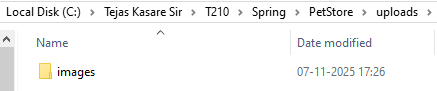 Local Disk (C:) > Tejas Kasare Sir > T210 > Spring > PetStore > uploads >
Name Date modified
images 07-11-2025 17:26